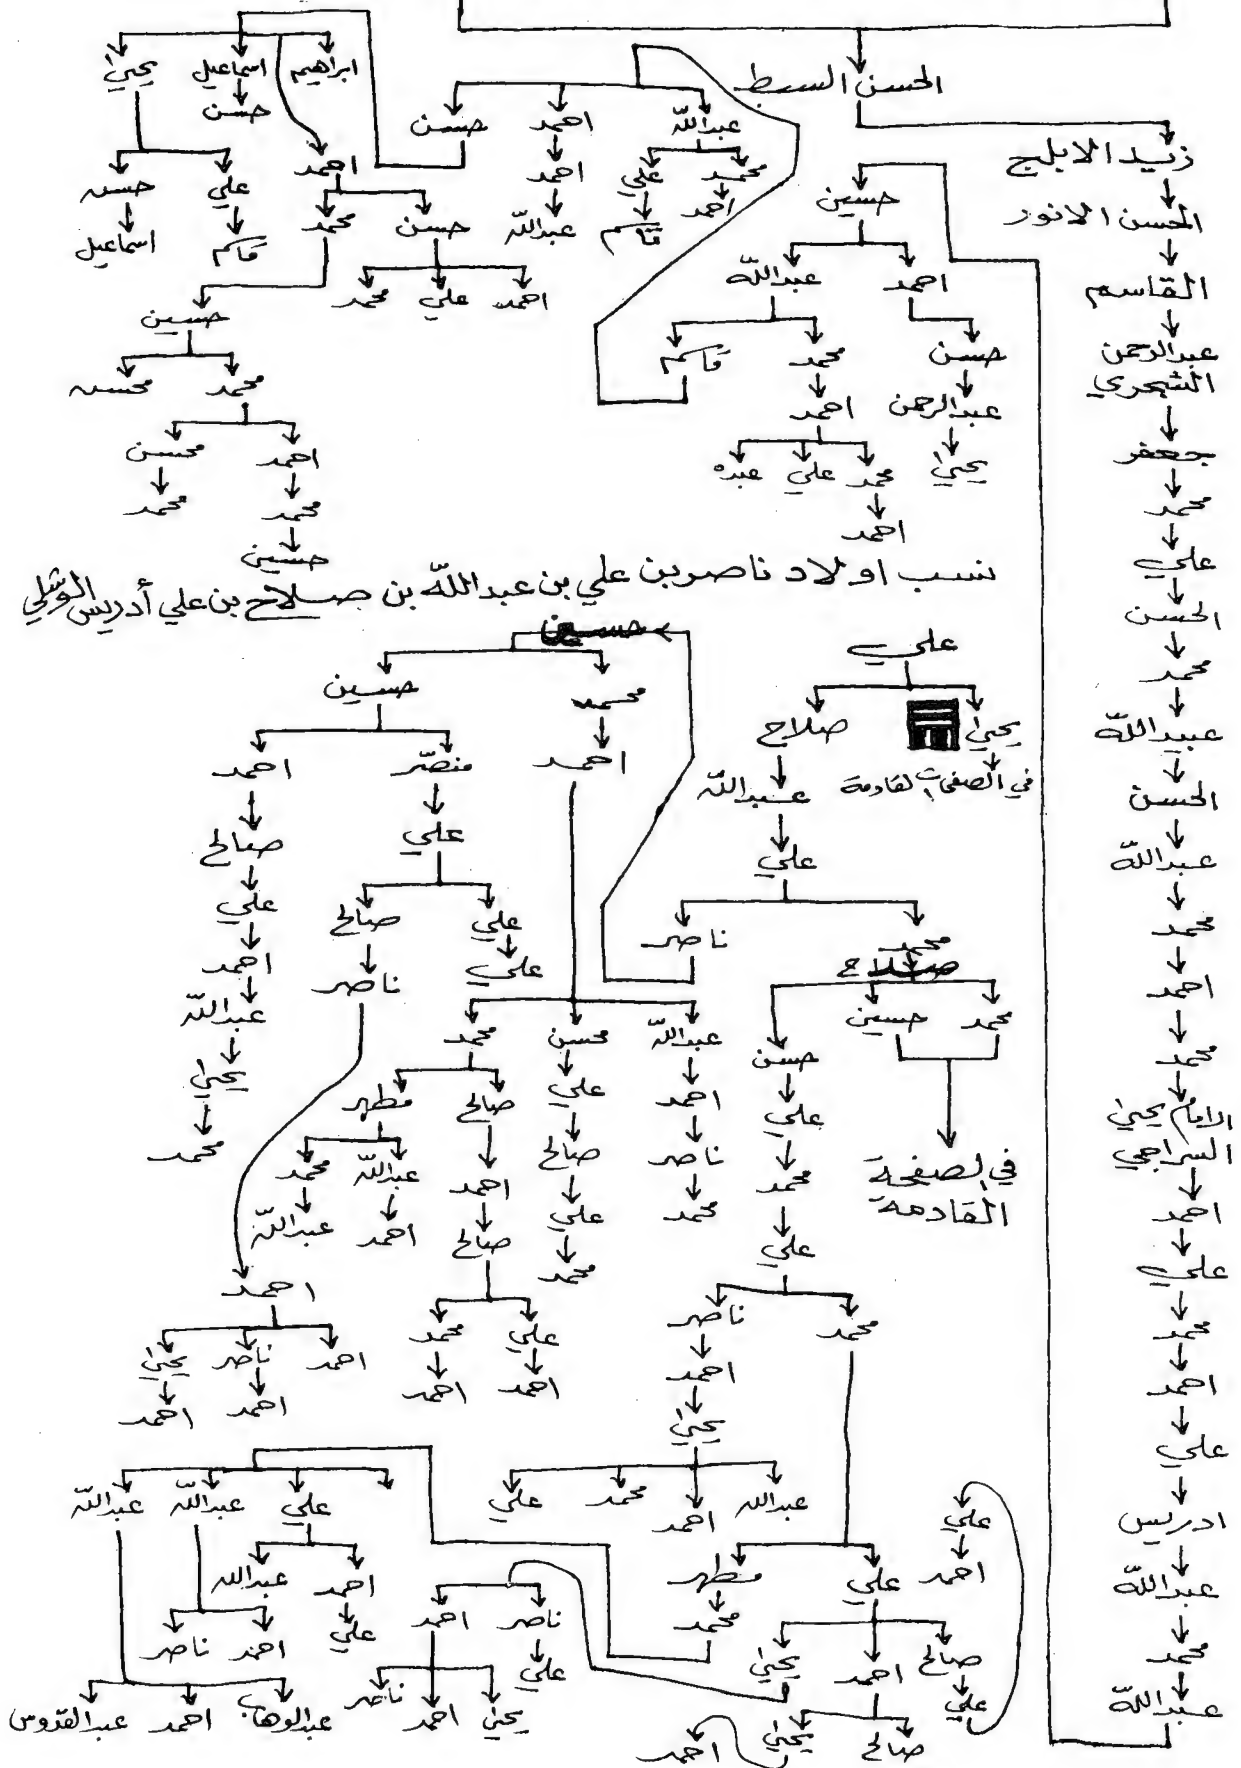 الحسن السبط
زيد الابلج
الحسن الانور
القاسم
عبدالرحمن
الشجري
جعفر
محمد
علي
الحسن
محمد
عبيدالله
الحسن
عبدالله
محمد
احمد
محمد
الامام يحيى
السراجي
احمد
علي
محمد
احمد
علي
ادريس
عبدالله
محمد
عبدالله
حسين
احمد عبدالله
حسن محمد قاسم
عبدالرحمن احمد
يحيى محمد علي عبده
احمد
عبدالله احمد حسن
محمد علي احمد
احمد قاسم عبدالله
ابراهيم اسماعيل يحيى
حسن
احمد علي حسن
حسن محمد قاسم اسماعيل
احمد علي محمد
حسين
محمد محسن
احمد محسن
محمد محمد
حسين
نسب اولاد ناصر بن علي بن عبدالله بن صلاح بن علي أدريس الوشلي
علي
يحيى صلاح
في الصفحات القادمة
عبدالله
علي
محمد ناصر
صلاح
محمد حسين حسن
في الصفحة
القادمة
علي
محمد
علي
محمد ناصر
احمد
يحيى
عبدالله احمد محمد علي
علي مطهر
محمد
صالح احمد يحيى
علي
علي
احمد
صالح يحيى
احمد
ناصر احمد
علي
يحيى احمد ناصر
علي عبدالله عبدالله
احمد عبدالله
علي
احمد ناصر
عبدالوهاب احمد عبدالقدوس
حسين
محمد حسين
احمد
عبدالله محسن محمد
احمد علي صالح مطهر
ناصر صالح احمد عبدالله محمد
محمد علي صالح احمد عبدالله
محمد
علي محمد
احمد احمد
منصر احمد
علي صالح
علي صالح علي
علي ناصر احمد
عبدالله
يحيى
محمد
احمد
احمد ناصر يحيى
احمد احمد